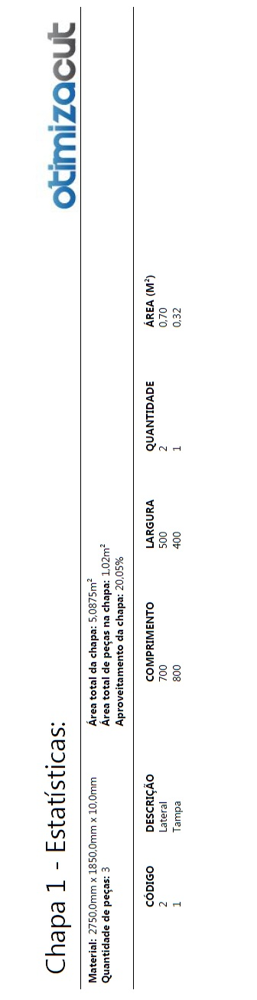 Chapa 1 - Estatísticas:
otimizacut
Material: 2750,0mm x 1850,0mm x 10,0mm
Quantidade de peças: 3
Área total da chapa: 5,0875m²
Área total de peças na chapa: 1,02m²
Aproveitamento da chapa: 20,05%
CÓDIGO DESCRIÇÃO COMPRIMENTO LARGURA QUANTIDADE ÁREA (M²)
2 Lateral 700 500 2 0,70
1 Tampa 800 400 1 0,32